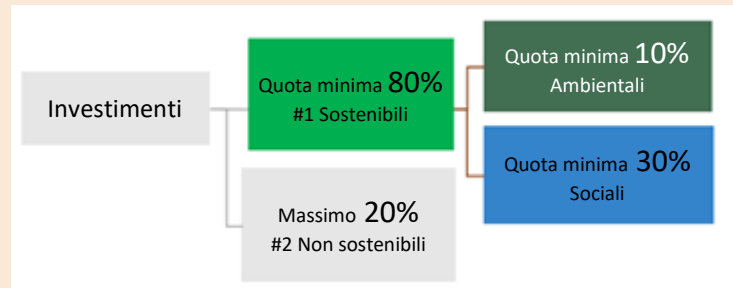 Investimenti
Quota minima 80%
#1 Sostenibili
Massimo 20%
#2 Non sostenibili
Quota minima 10%
Ambientali
Quota minima 30%
Sociali